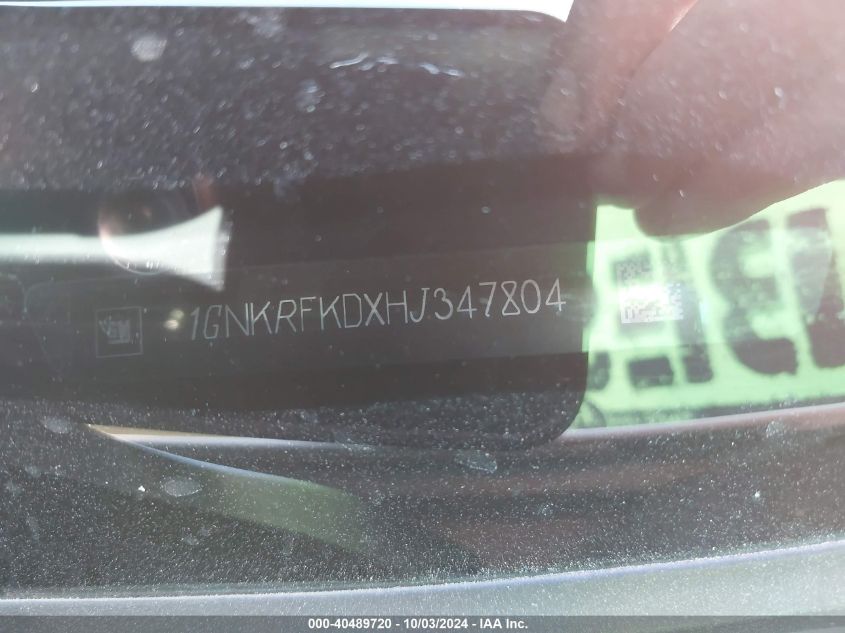 1GNKRFKDXHJ347804
000-40489720 - 10/03/2024 - IAA Inc.